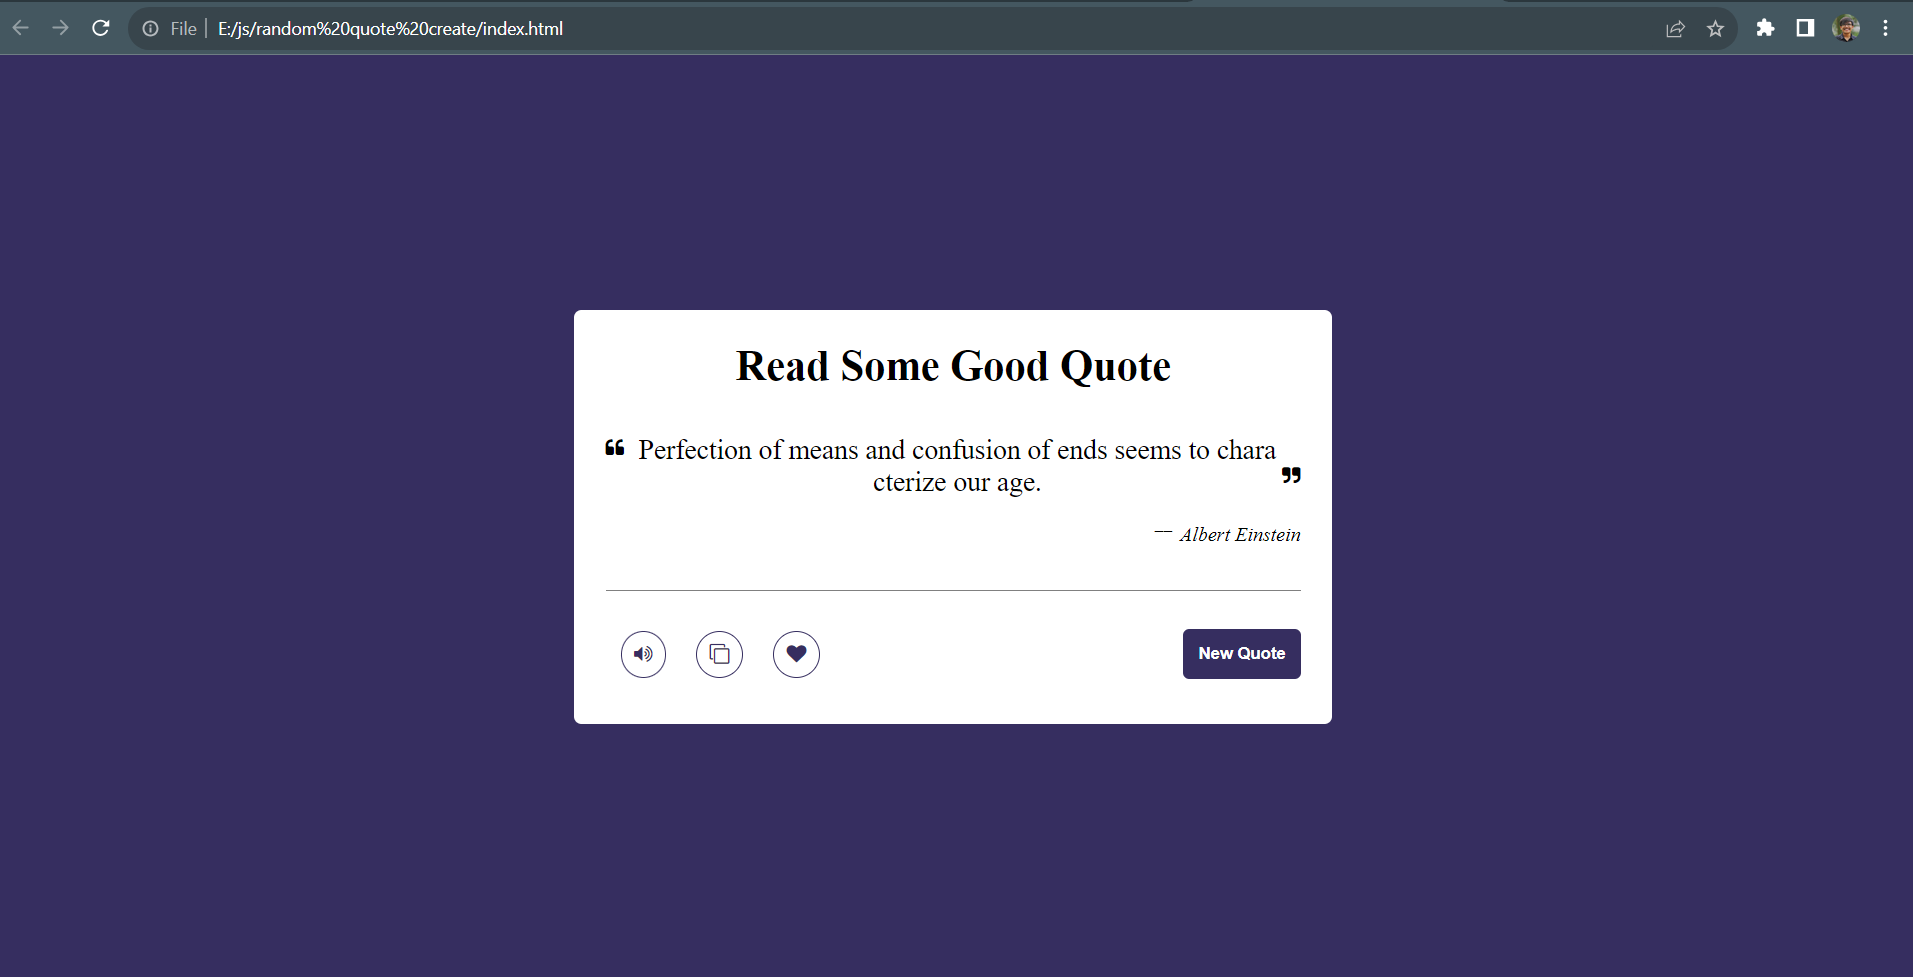 File
E:/js/random%20quote%20create/index.html
Read Some Good Quote
❝ Perfection of means and confusion of ends seems to chara
cterize our age. ❞
— Albert Einstein
New Quote